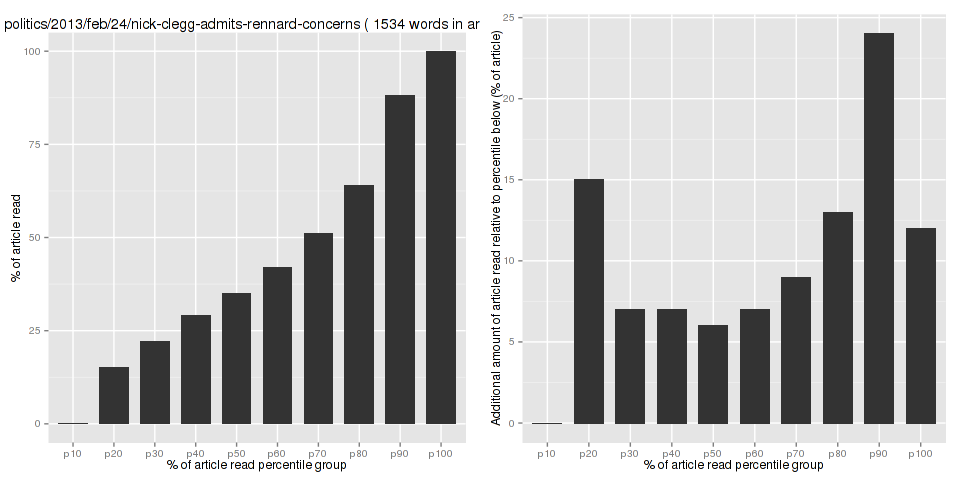 politics/2013/feb/24/nick-clegg-admits-rennard-concerns ( 1534 words in ar
100
75
50
25
0
% of article read
p10 p20 p30 p40 p50 p60 p70 p80 p90 p100
% of article read percentile group
25
20
15
10
5
0
Additional amount of article read relative to percentile below (% of article)
p10 p20 p30 p40 p50 p60 p70 p80 p90 p100
% of article read percentile group